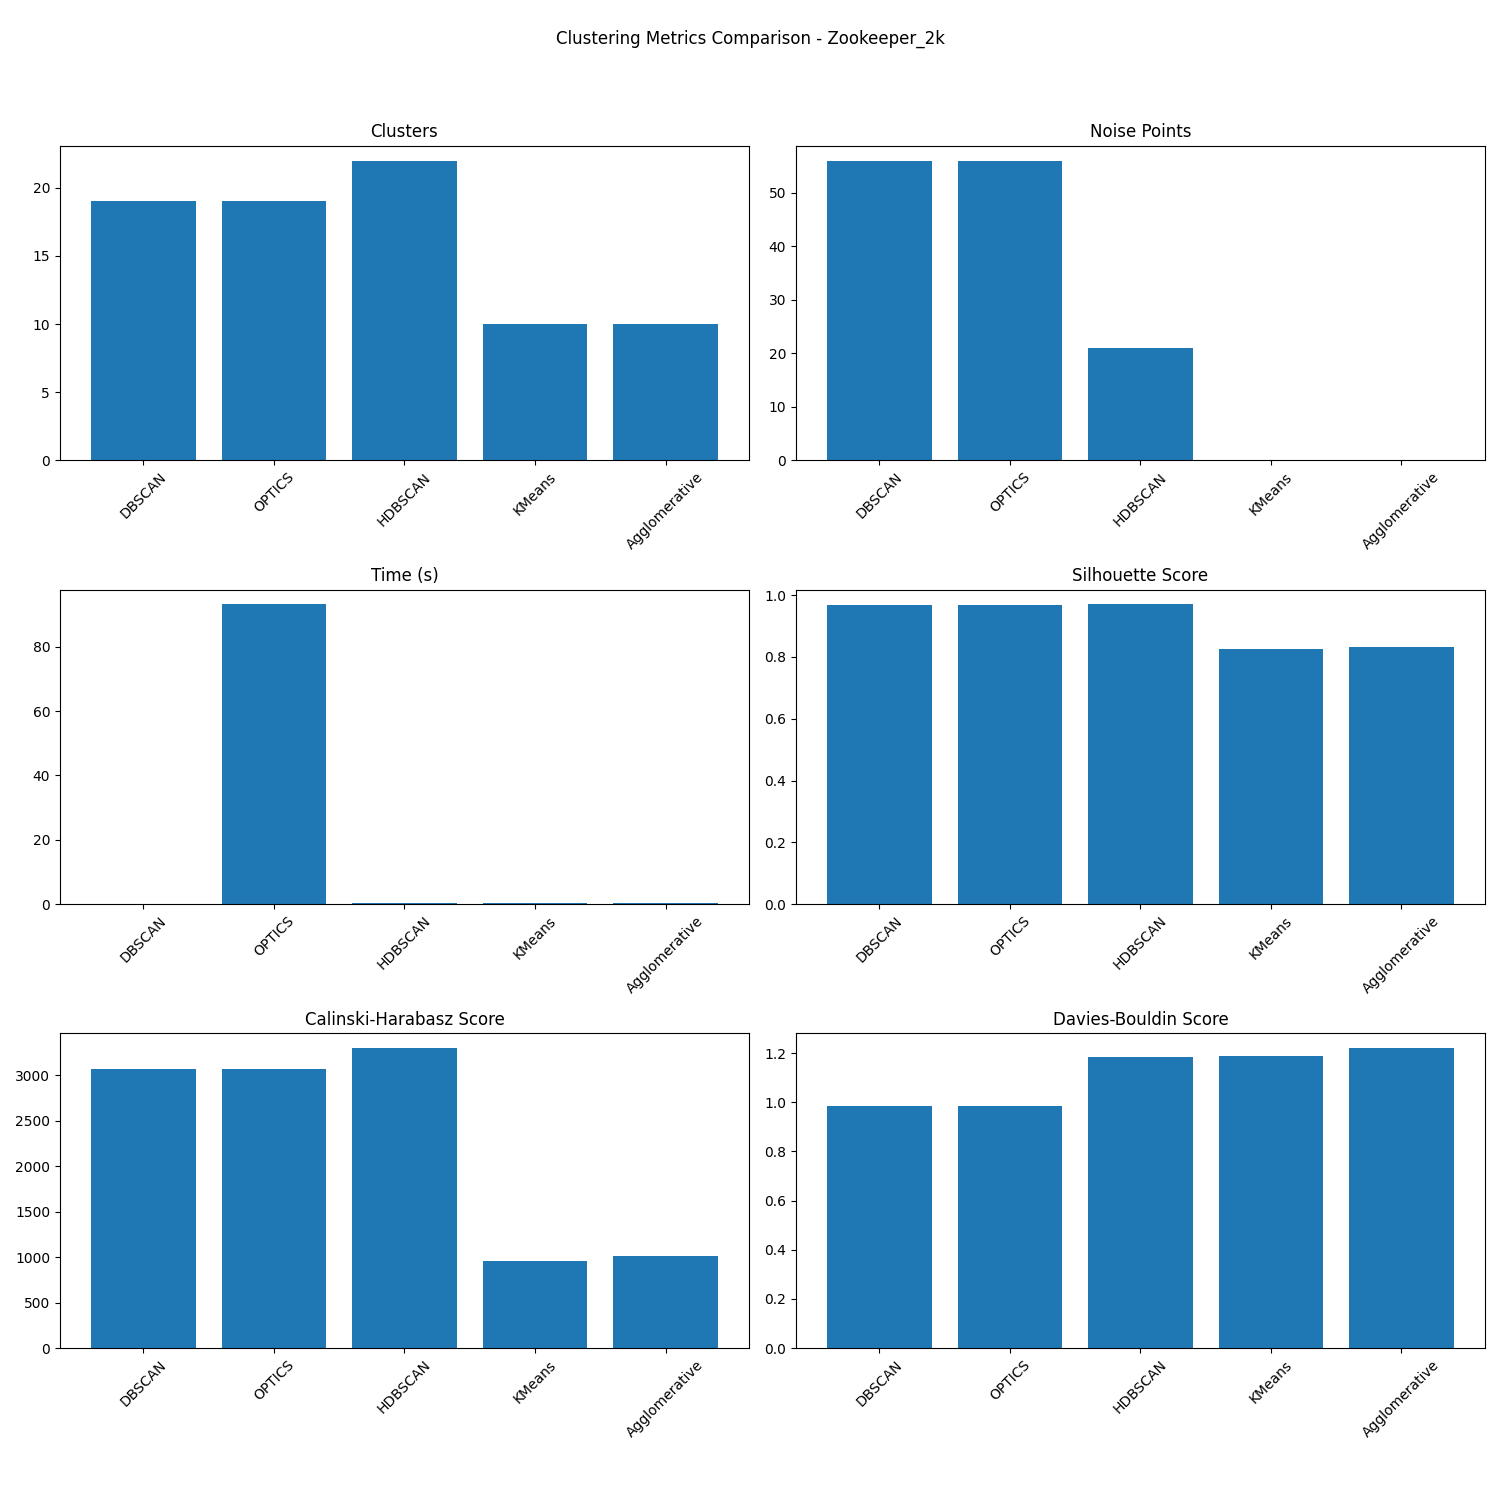 Clustering Metrics Comparison - Zookeeper_2k
Clusters
20
15
10
5
0
DBSCAN
OPTICS
HDBSCAN
KMeans
Agglomerative
Noise Points
50
40
30
20
10
0
DBSCAN
OPTICS
HDBSCAN
KMeans
Agglomerative
Time (s)
80
60
40
20
0
DBSCAN
OPTICS
HDBSCAN
KMeans
Agglomerative
Silhouette Score
1.0
0.8
0.6
0.4
0.2
0.0
DBSCAN
OPTICS
HDBSCAN
KMeans
Agglomerative
Calinski-Harabasz Score
3000
2500
2000
1500
1000
500
0
DBSCAN
OPTICS
HDBSCAN
KMeans
Agglomerative
Davies-Bouldin Score
1.2
1.0
0.8
0.6
0.4
0.2
0.0
DBSCAN
OPTICS
HDBSCAN
KMeans
Agglomerative